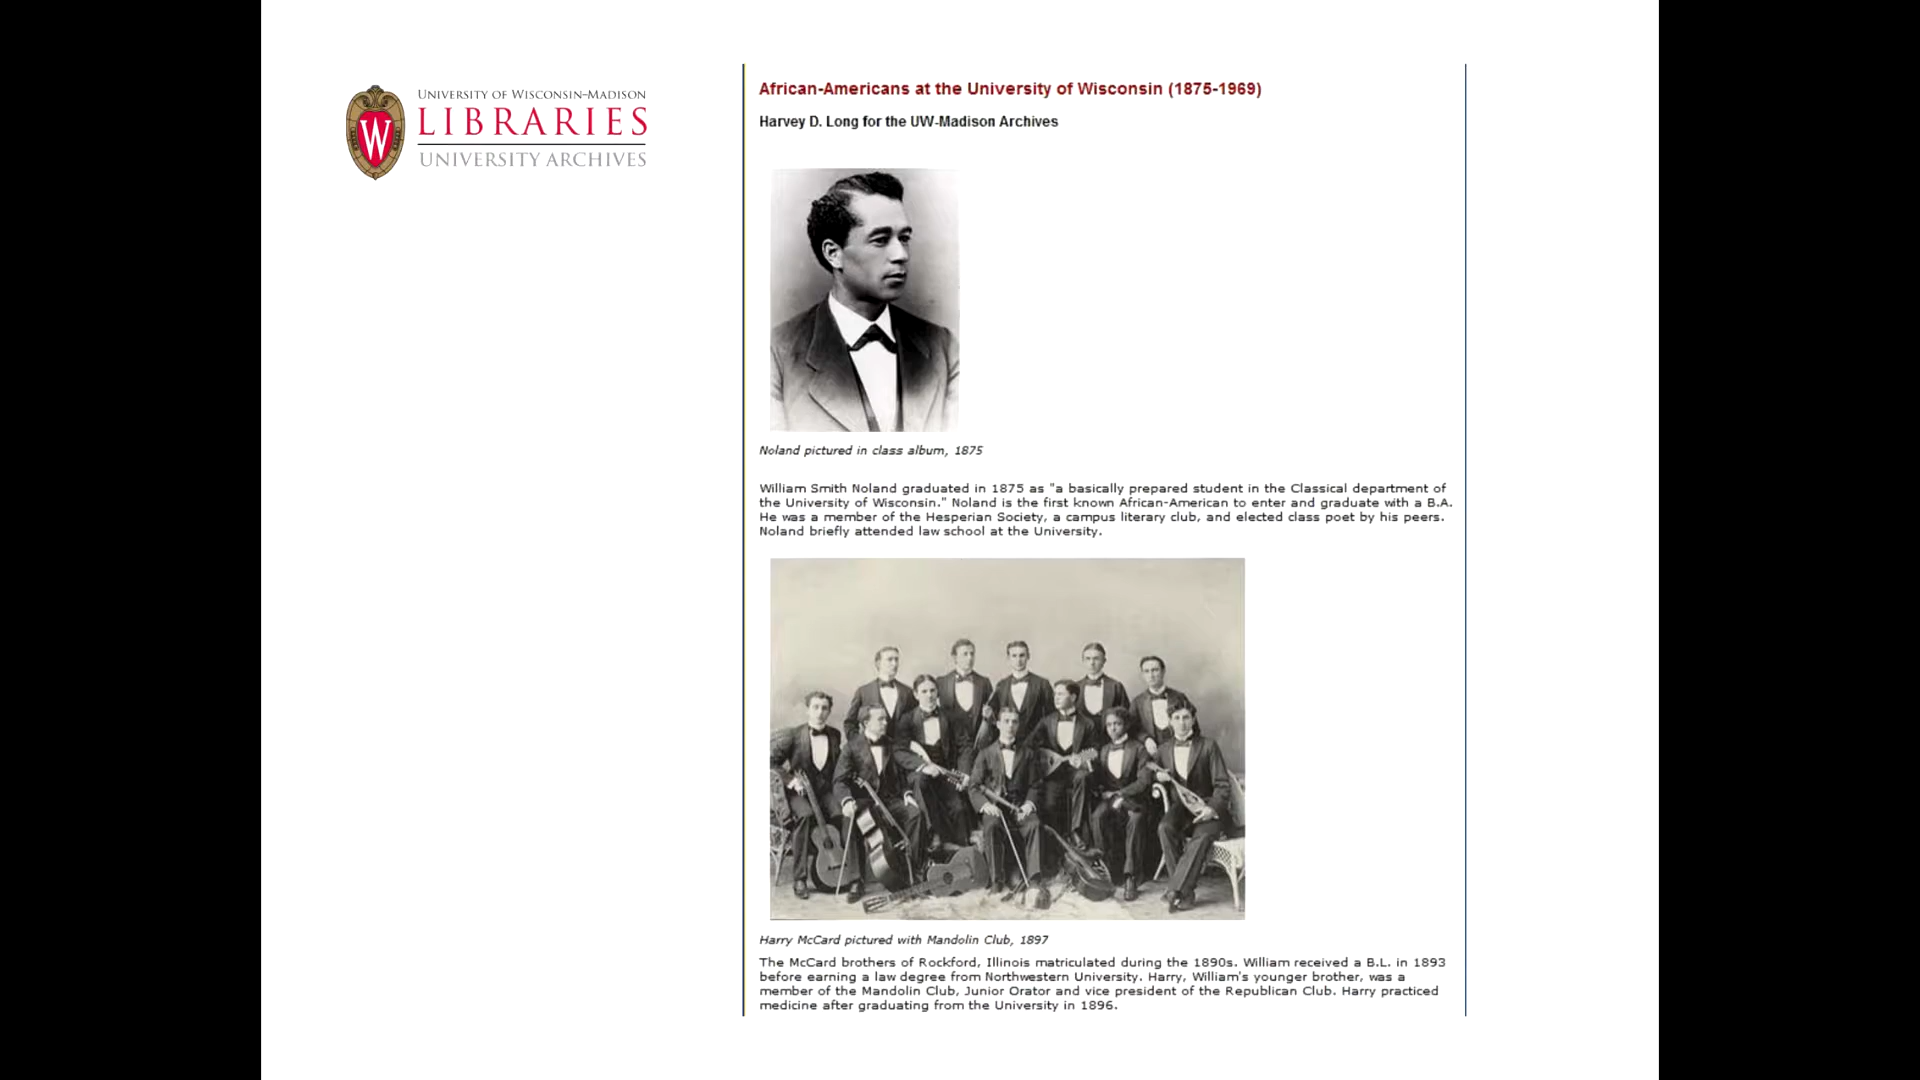 UNIVERSITY OF WISCONSIN–MADISON
LIBRARIES
UNIVERSITY ARCHIVES
W
African-Americans at the University of Wisconsin (1875-1969)
Harvey D. Long for the UW-Madison Archives
Noland pictured in class album, 1875
William Smith Noland graduated in 1875 as "a basically prepared student in the Classical department of
the University of Wisconsin." Noland is the first known African-American to enter and graduate with a B.A.
He was a member of the Hesperian Society, a campus literary club, and elected class poet by his peers.
Noland briefly attended law school at the University.
Harry McCard pictured with Mandolin Club, 1897
The McCard brothers of Rockford, Illinois matriculated during the 1890s. William received a B.L. in 1893
before earning a law degree from Northwestern University. Harry, William's younger brother, was a
member of the Mandolin Club, Junior Orator and vice president of the Republican Club. Harry practiced
medicine after graduating from the University in 1896.